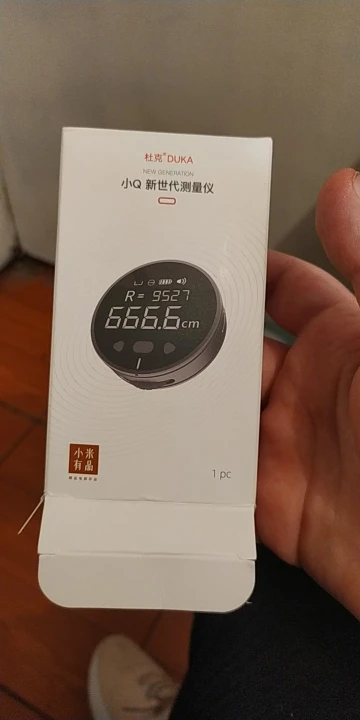 杜克® DUKA
NEW GENERATION
小Q 新世代测量仪
R= 9527
666.6cm
小米
有品
1 pc